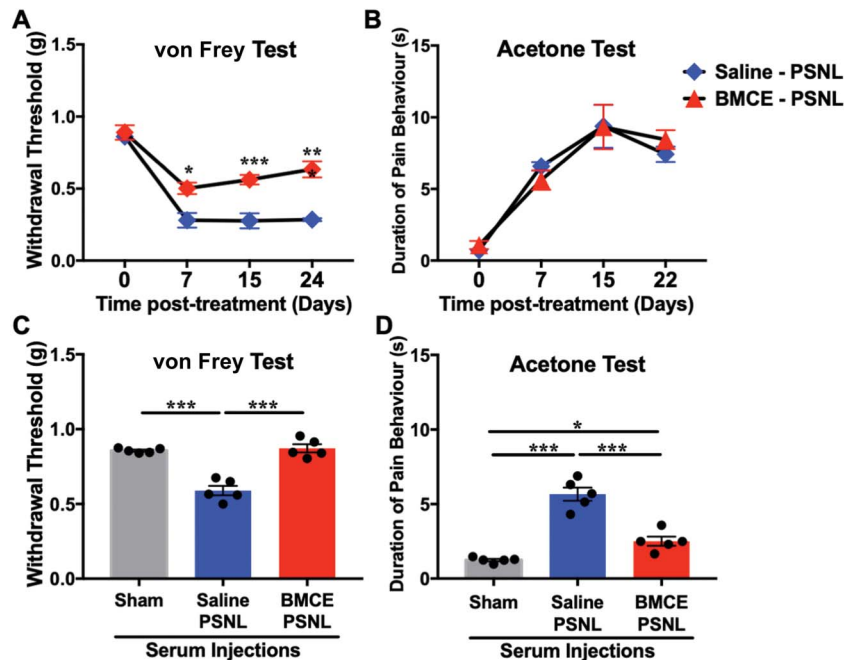 A
von Frey Test
Withdrawal Threshold (g)
1.5
1.0
0.5
0.0
*
***
**
*
0 7 15 24
Time post-treatment (Days)
B
Acetone Test
Duration of Pain Behaviour (s)
15
10
5
0
0 7 15 22
Time post-treatment (Days)
Saline - PSNL
BMCE - PSNL
C
von Frey Test
Withdrawal Threshold (g)
1.5
1.0
0.5
0.0
*** ***
Sham Saline PSNL BMCE PSNL
Serum Injections
D
Acetone Test
Duration of Pain Behaviour (s)
15
10
5
0
*
*** ***
Sham Saline PSNL BMCE PSNL
Serum Injections